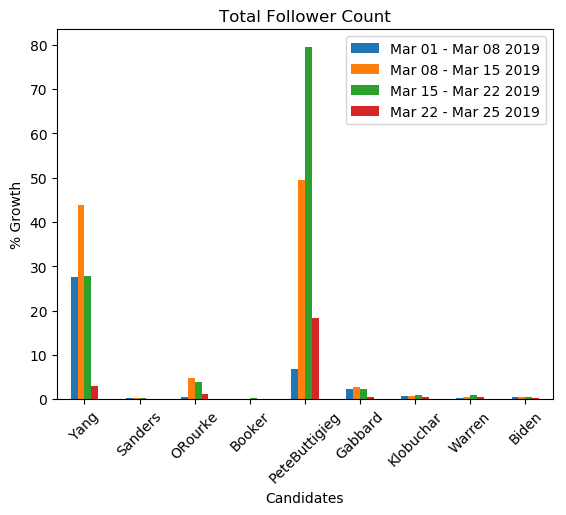 Total Follower Count
Mar 01 - Mar 08 2019
Mar 08 - Mar 15 2019
Mar 15 - Mar 22 2019
Mar 22 - Mar 25 2019
% Growth
80
70
60
50
40
30
20
10
0
Yang
Sanders
ORourke
Booker
PeteButtigieg
Gabbard
Klobuchar
Warren
Biden
Candidates